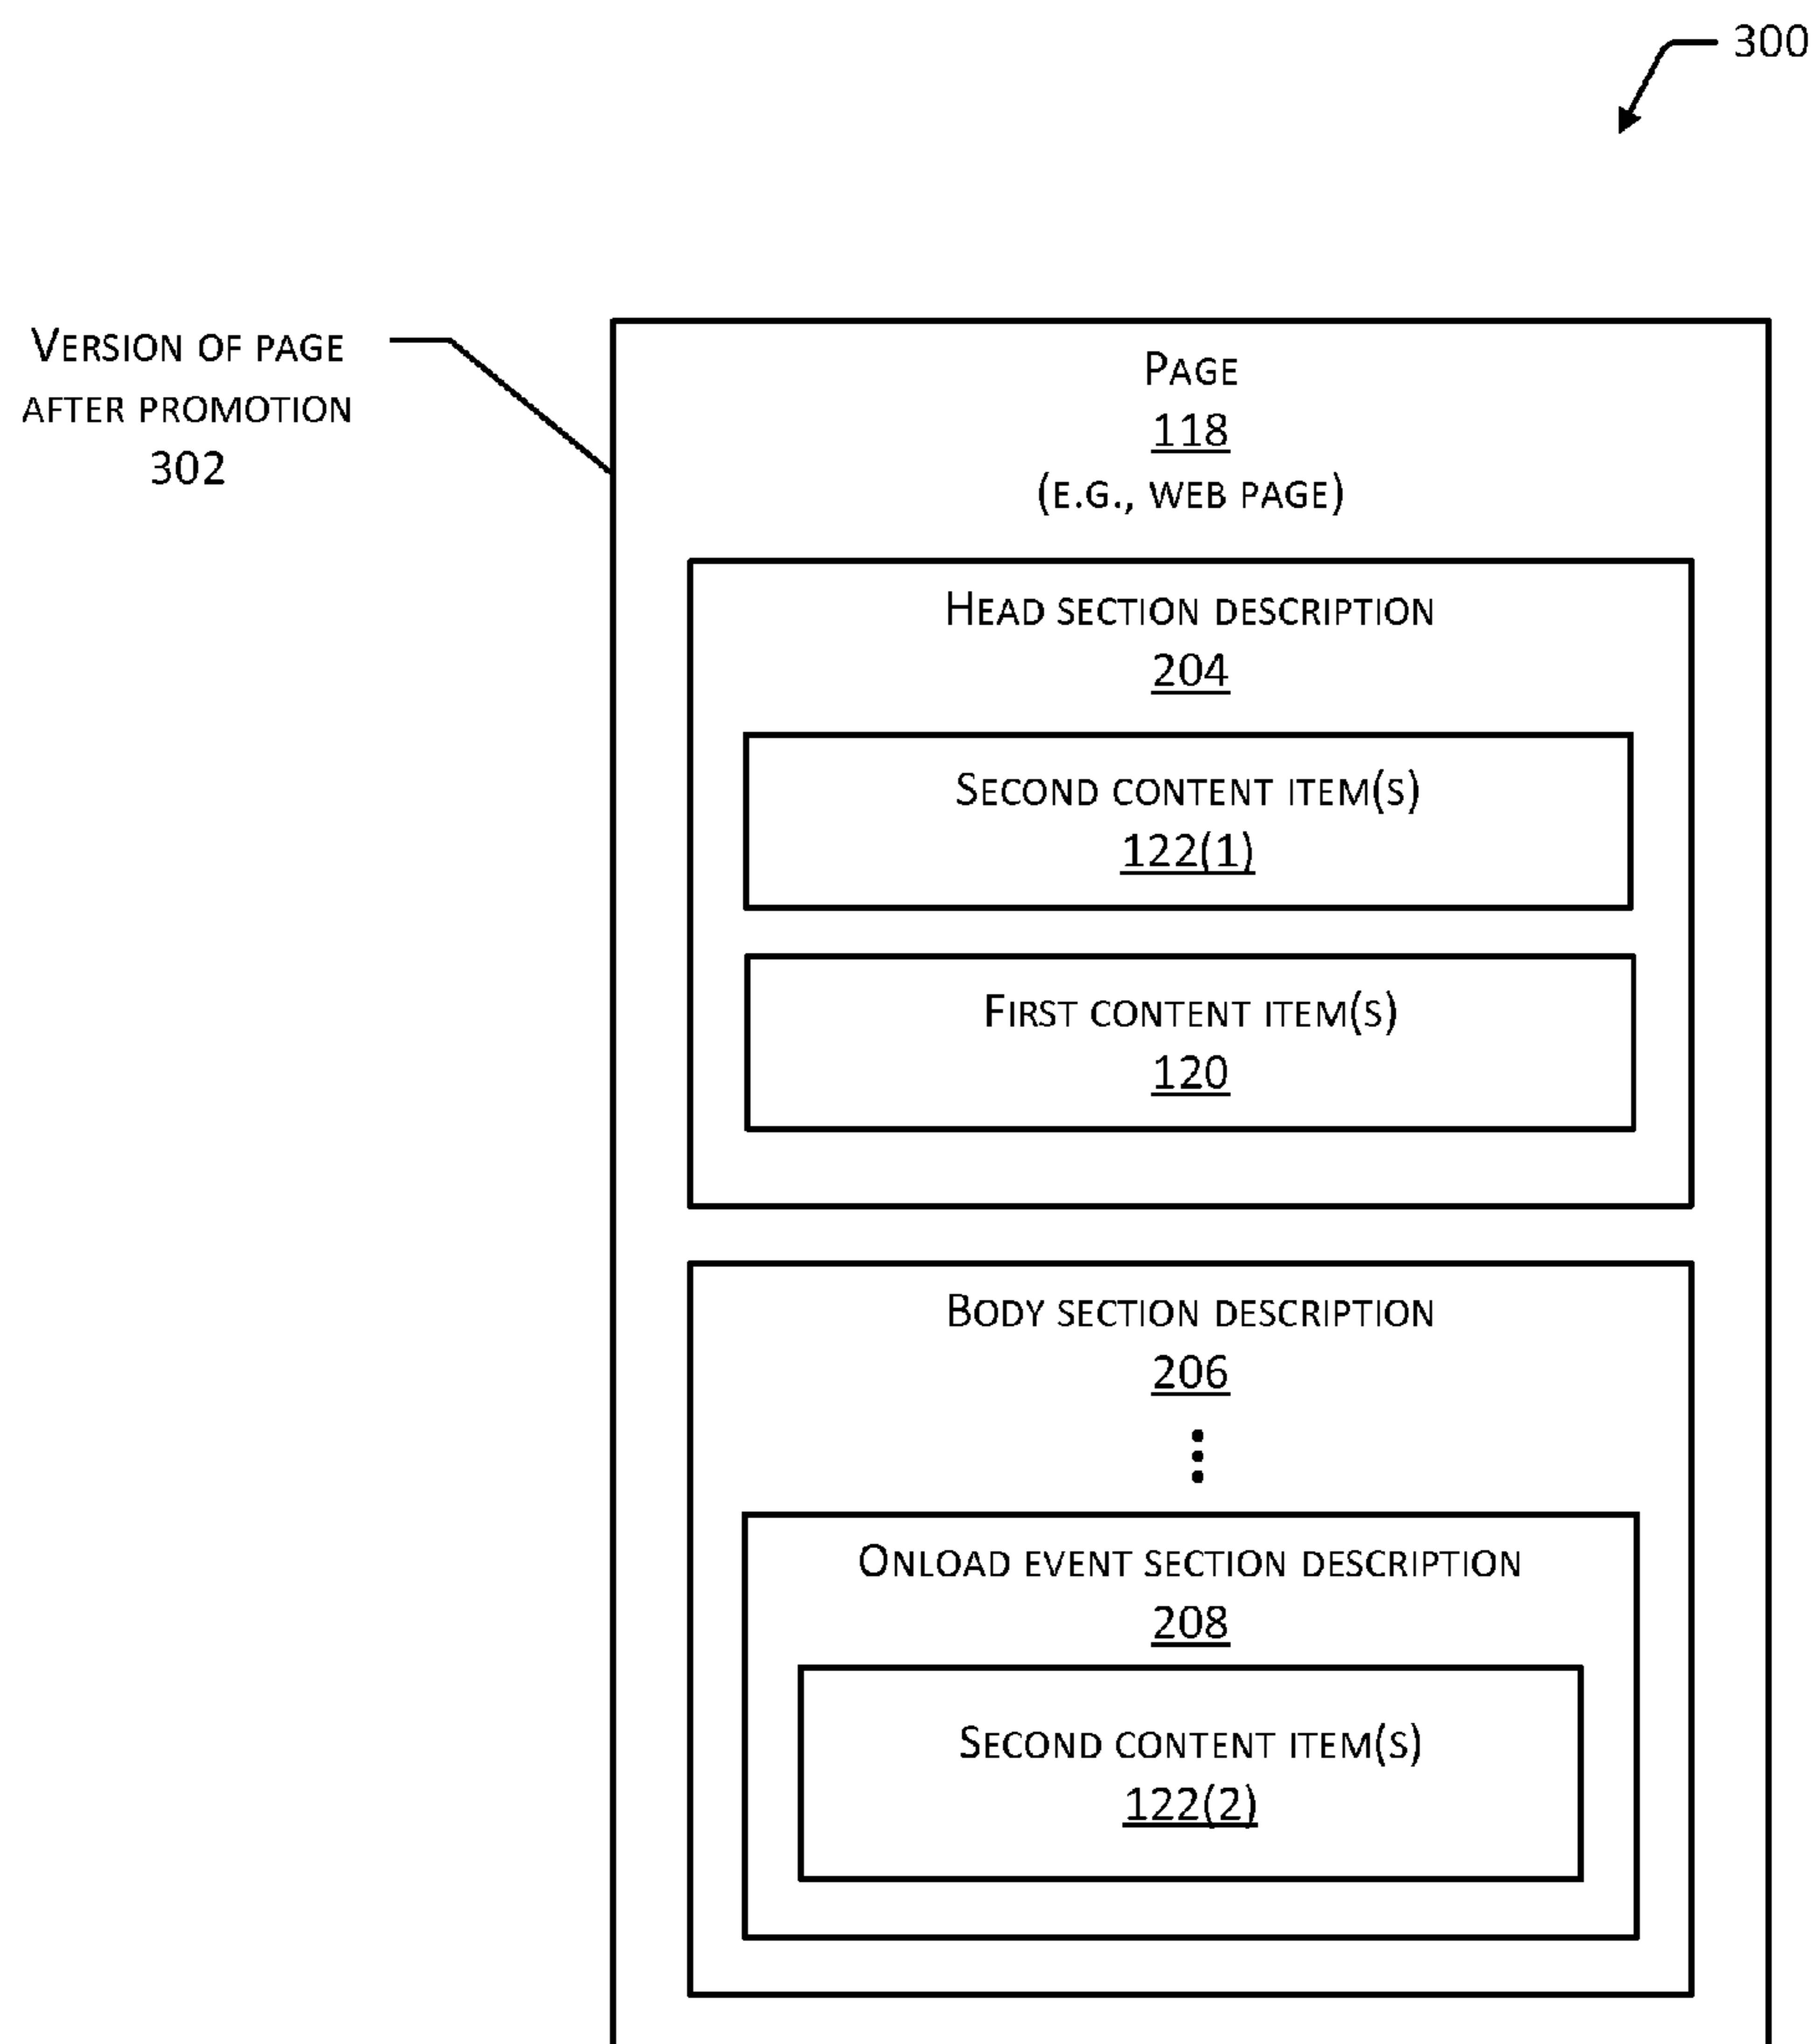 300
Version of page
after promotion
302
Page
118
(e.g., web page)
Head section description
204
Second content item(s)
122(1)
First content item(s)
120
Body section description
206
Onload event section description
208
Second content item(s)
122(2)